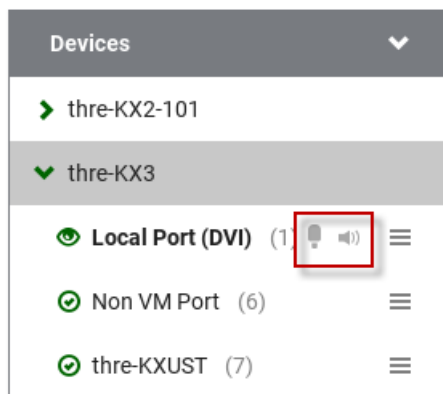 Devices
thre-KX2-101
thre-KX3
Local Port (DVI) (1)
Non VM Port (6)
thre-KXUST (7)